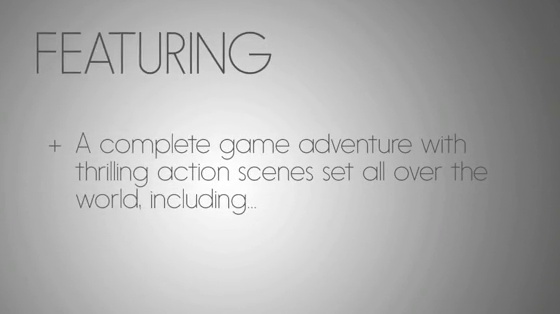 FEATURING
+ A complete game adventure with
thrilling action scenes set all over the
world, including...